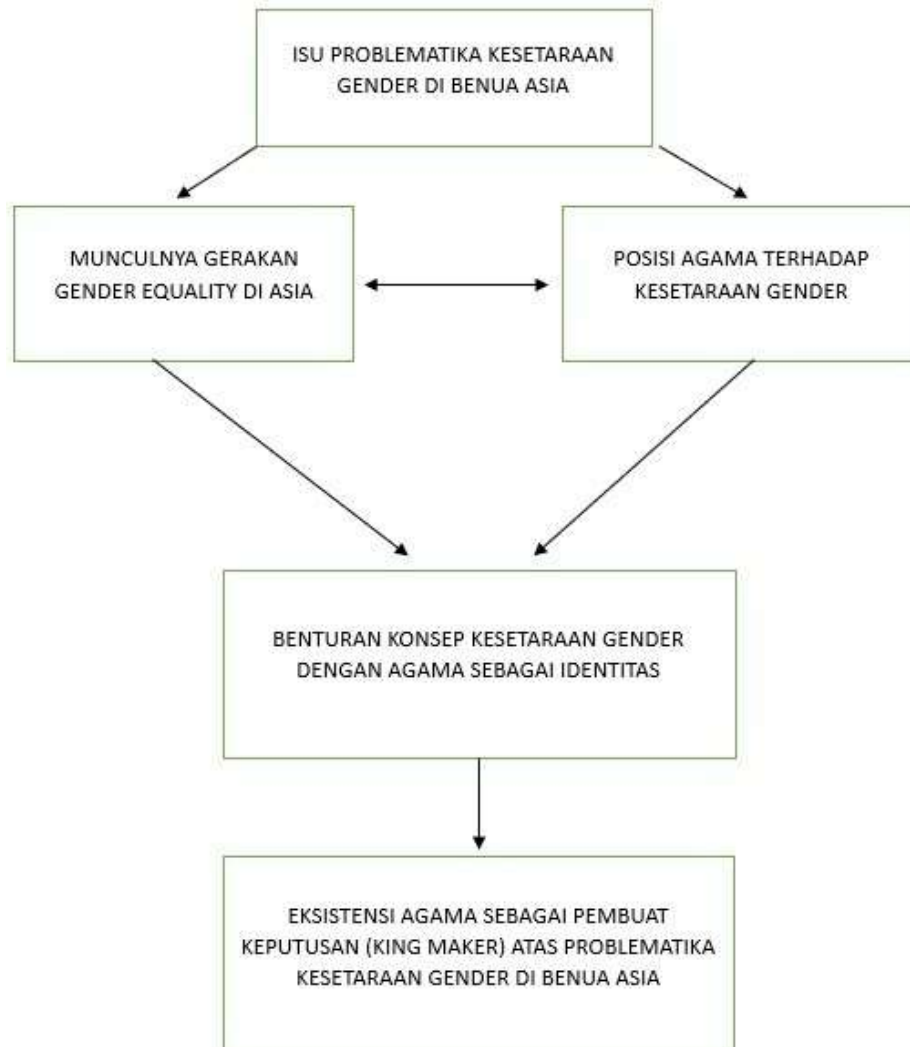 ISU PROBLEMATIKA KESETARAAN
GENDER DI BENUA ASIA
MUNCULNYA GERAKAN
GENDER EQUALITY DI ASIA
POSISI AGAMA TERHADAP
KESETARAAN GENDER
BENTURAN KONSEP KESETARAAN GENDER
DENGAN AGAMA SEBAGAI IDENTITAS
EKSISTENSI AGAMA SEBAGAI PEMBUAT
KEPUTUSAN (KING MAKER) ATAS PROBLEMATIKA
KESETARAAN GENDER DI BENUA ASIA